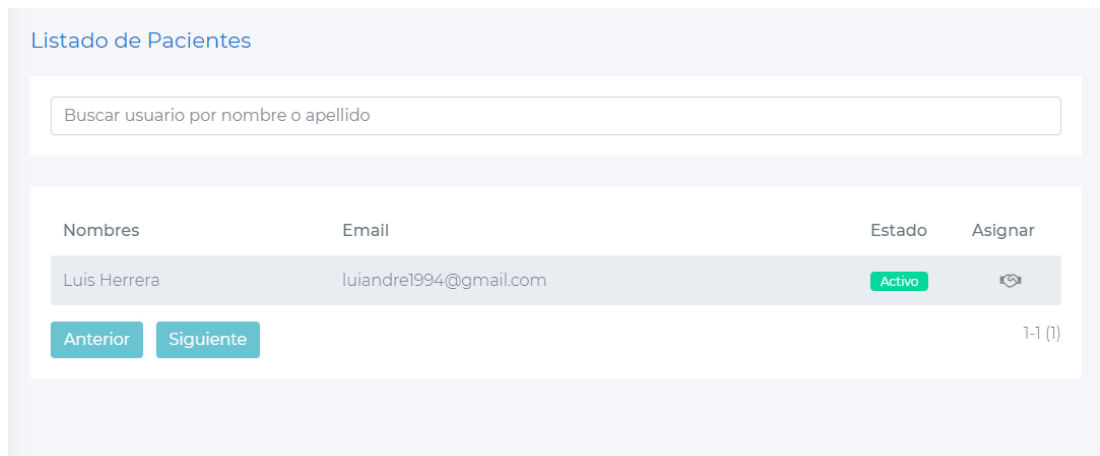 Listado de Pacientes
Buscar usuario por nombre o apellido
Nombres Email Estado Asignar
Luis Herrera luiandre1994@gmail.com Activo
Anterior Siguiente 1-1 (1)